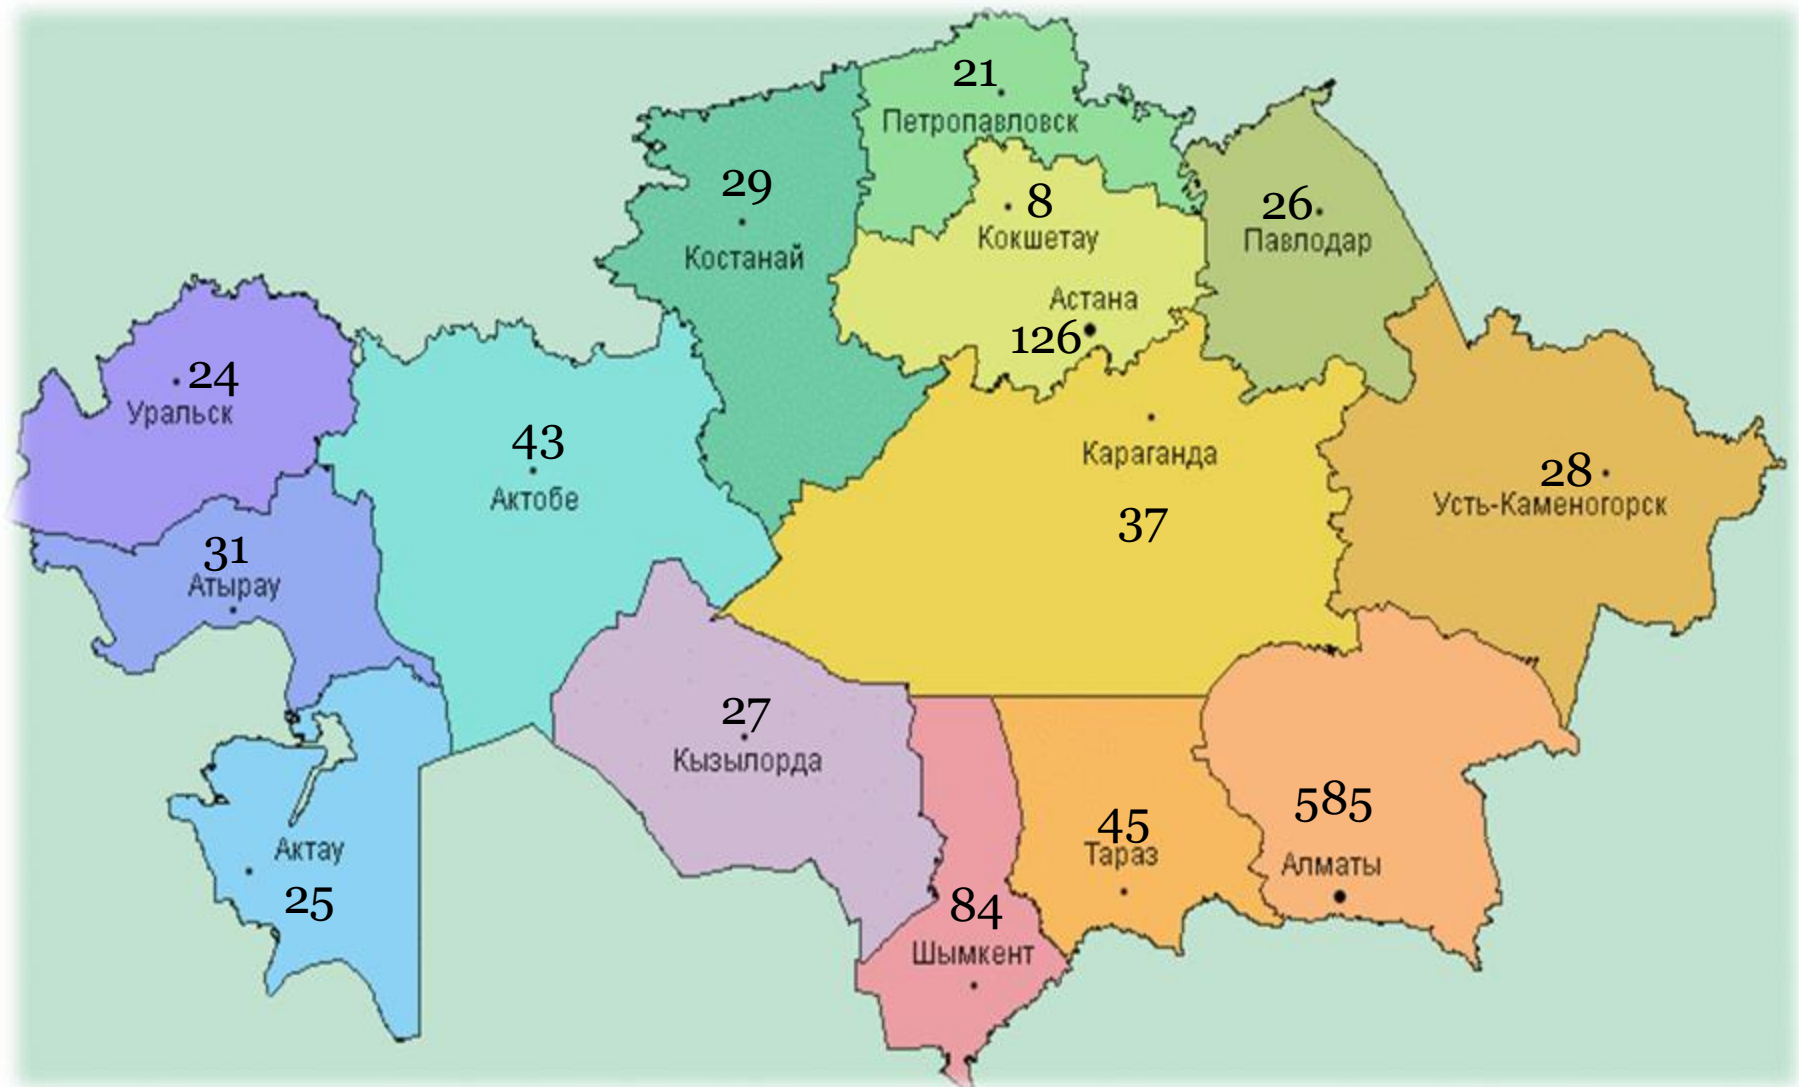 21
Петропавловск
29
Костанай
8
Кокшетау
26
Павлодар
Астана
126
24
Уральск
43
Актобе
Караганда
37
28
Усть-Каменогорск
31
Атырау
27
Кызылорда
Актау
25
84
Шымкент
45
Тараз
585
Алматы